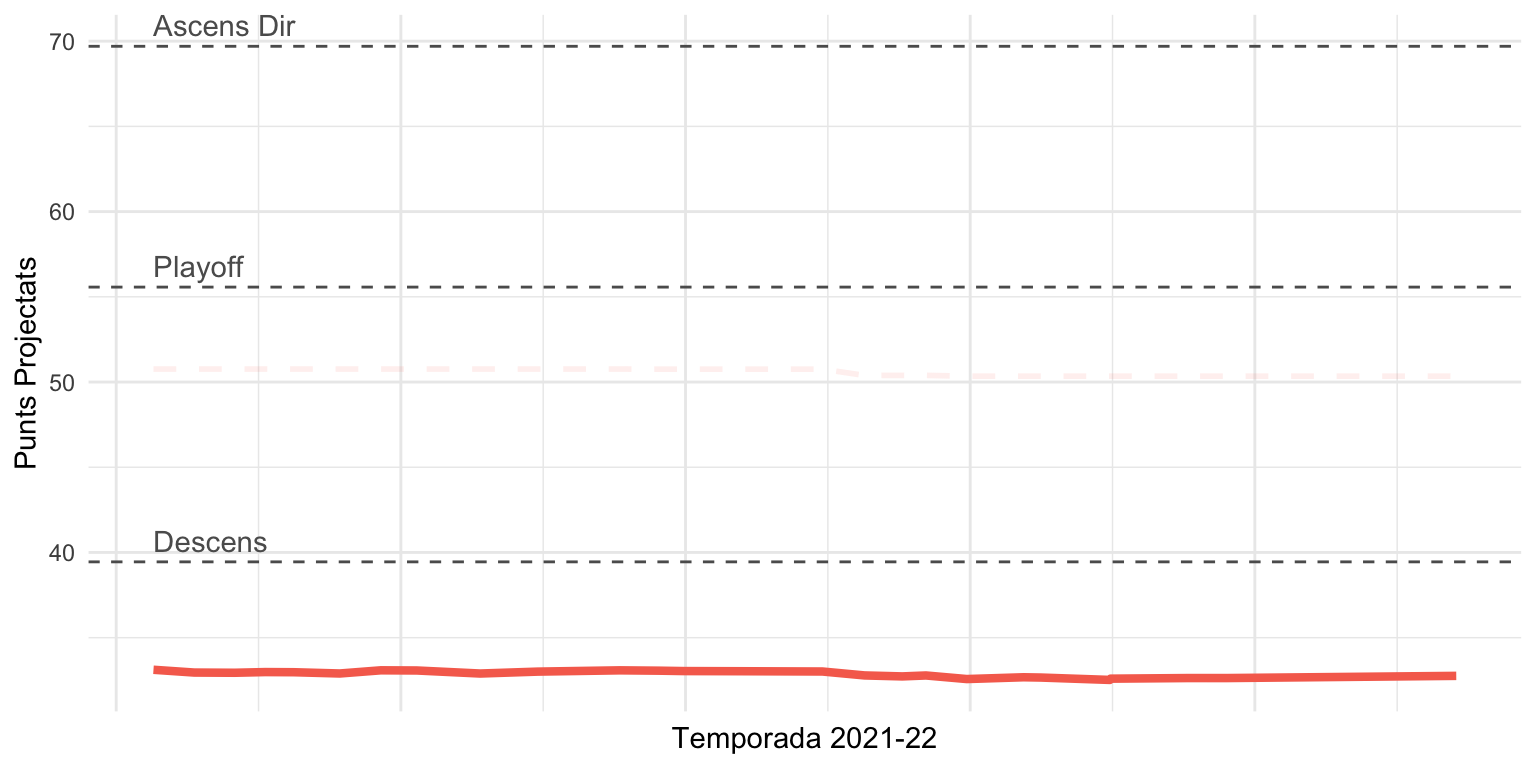 Ascens Dir
70
60
Playoff
50
Descens
40
Punts Projectats
Temporada 2021-22